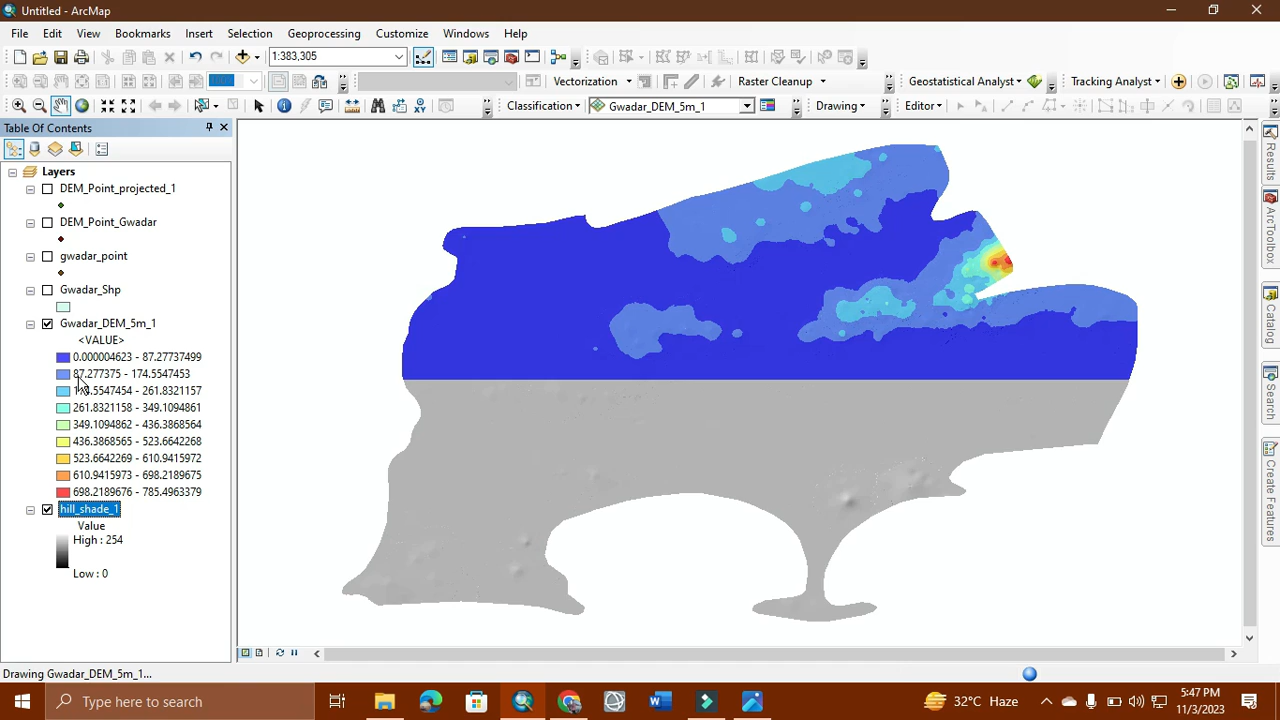 Untitled - ArcMap
File Edit View Bookmarks Insert Selection Geoprocessing Customize Windows Help
1:383,305
Vectorization Raster Cleanup Geostatistical Analyst Tracking Analyst
Classification Gwadar_DEM_5m_1 Drawing Editor
Table Of Contents
Layers
DEM_Point_projected_1
DEM_Point_Gwadar
gwadar_point
Gwadar_Shp
Gwadar_DEM_5m_1
<VALUE>
0.000004623 - 87.27737499
87.277375 - 174.5547453
174.5547454 - 261.8321157
261.8321158 - 349.1094861
349.1094862 - 436.3868564
436.3868565 - 523.6642268
523.6642269 - 610.9415972
610.9415973 - 698.2189675
698.2189676 - 785.4963379
hill_shade_1
Value
High : 254
Low : 0
Results
ArcToolbox
Catalog
Search
Create Features
Drawing Gwadar_DEM_5m_1...
Type here to search
32°C Haze
5:47 PM
11/3/2023